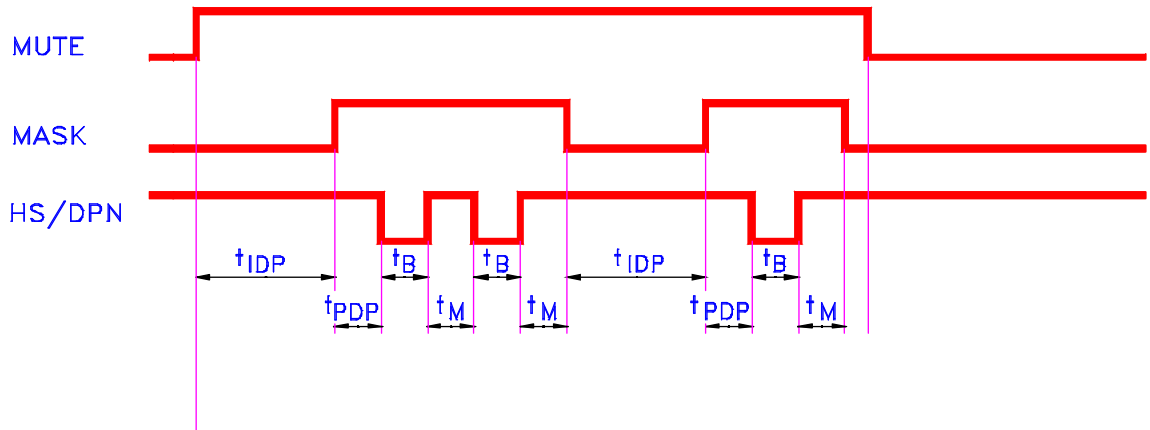 MUTE
MASK
HS/DPN
tIDP tB tB tIDP tB
tPDP tM tM tPDP tM